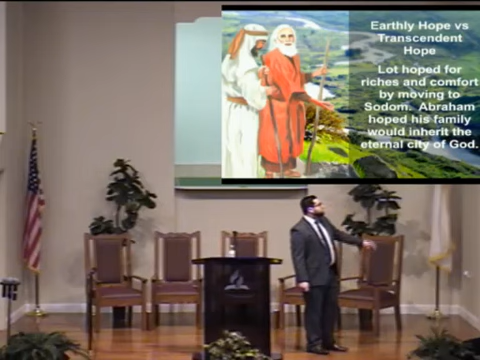 Earthly Hope vs
Transcendent
Hope
Lot hoped for
riches and comfort
by moving to
Sodom.  Abraham
hoped his family
would inherit the
eternal city of God.